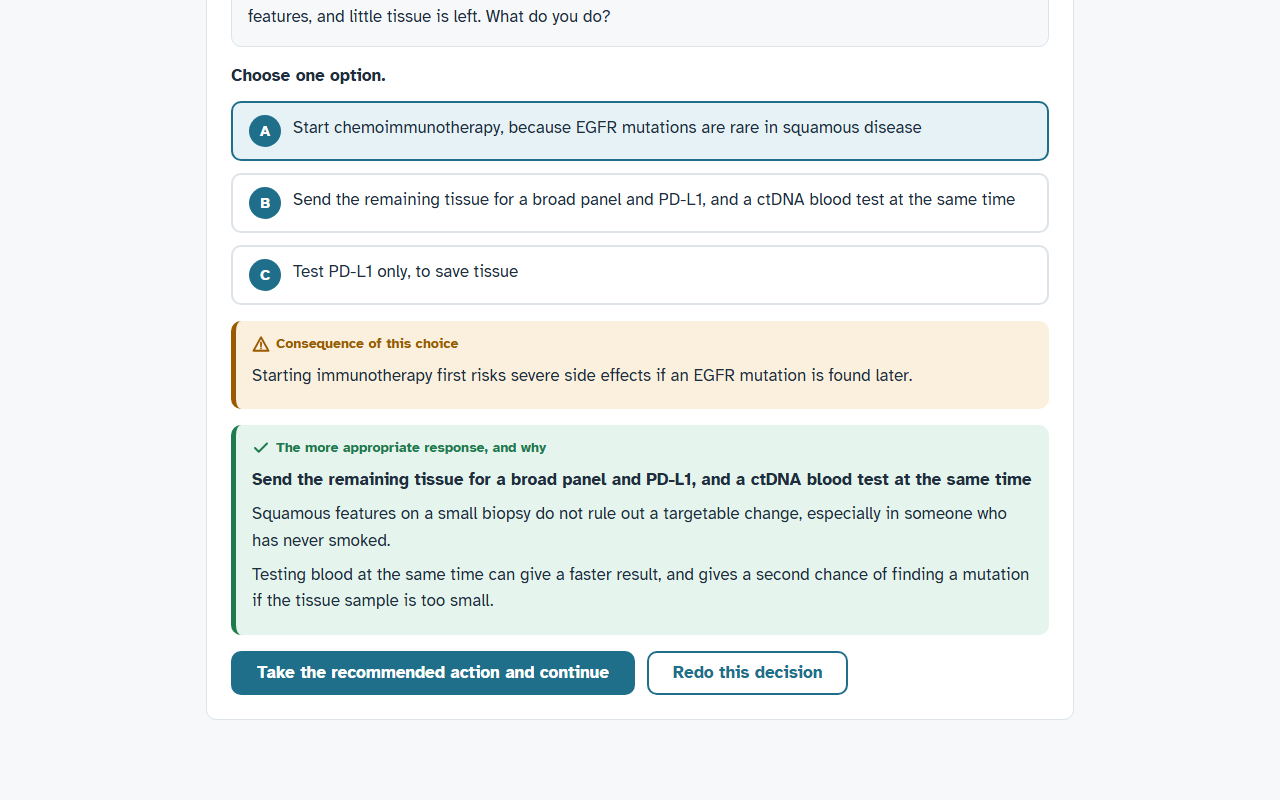 features, and little tissue is left. What do you do?
Choose one option.
A Start chemoimmunotherapy, because EGFR mutations are rare in squamous disease
B Send the remaining tissue for a broad panel and PD-L1, and a ctDNA blood test at the same time
C Test PD-L1 only, to save tissue
Consequence of this choice
Starting immunotherapy first risks severe side effects if an EGFR mutation is found later.
The more appropriate response, and why
Send the remaining tissue for a broad panel and PD-L1, and a ctDNA blood test at the same time
Squamous features on a small biopsy do not rule out a targetable change, especially in someone who
has never smoked.
Testing blood at the same time can give a faster result, and gives a second chance of finding a mutation
if the tissue sample is too small.
Take the recommended action and continue
Redo this decision